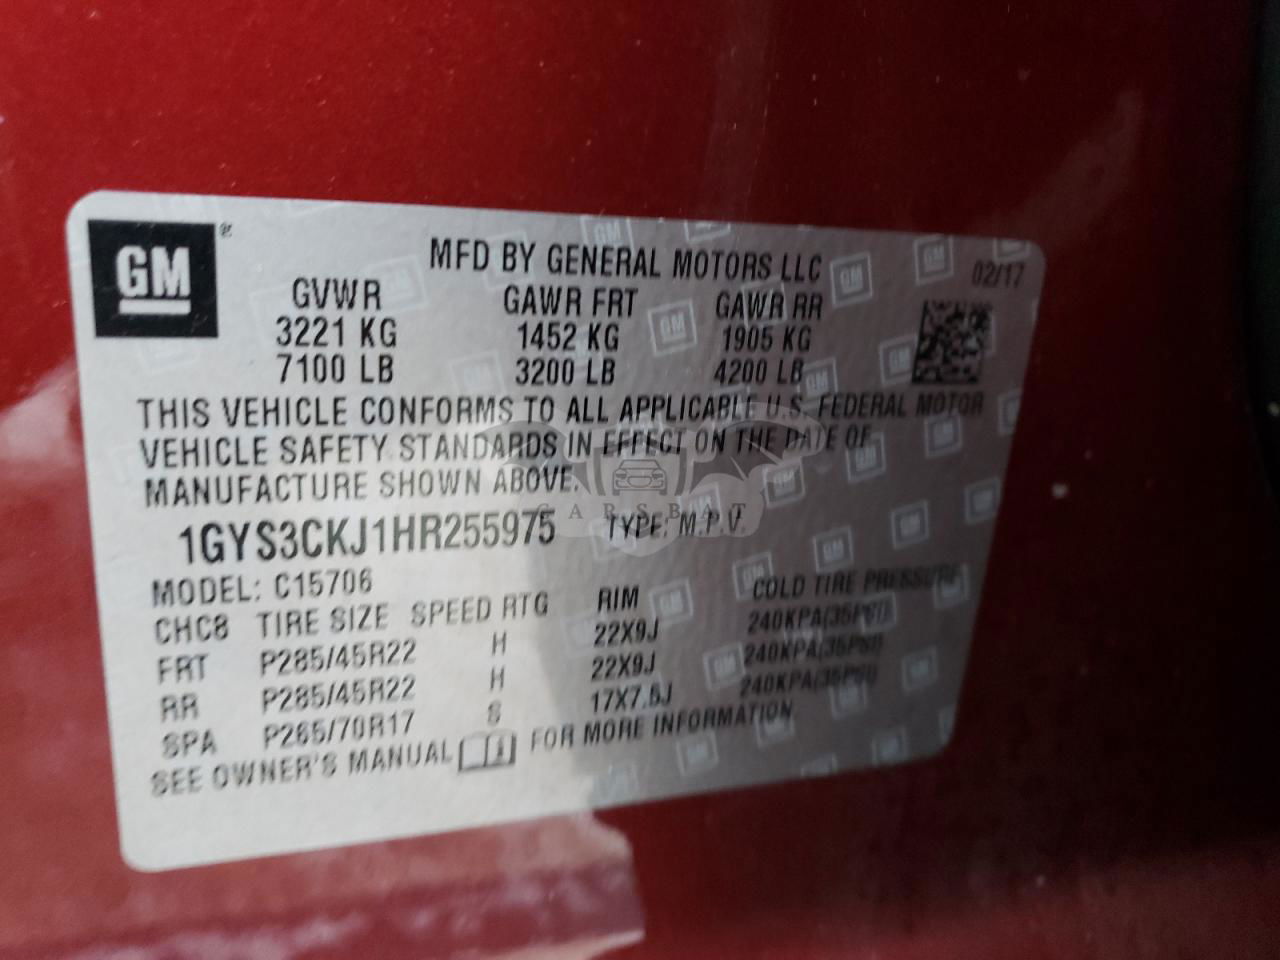 GM ®
MFD BY GENERAL MOTORS LLC
02/17
GVWR GAWR FRT GAWR RR
3221 KG 1452 KG 1905 KG
7100 LB 3200 LB 4200 LB
THIS VEHICLE CONFORMS TO ALL APPLICABLE U.S. FEDERAL MOTOR
VEHICLE SAFETY STANDARDS IN EFFECT ON THE DATE OF
MANUFACTURE SHOWN ABOVE.
CARSBAT
1GYS3CKJ1HR255975 TYPE: M.P.V.
MODEL: C15706
CHC8 TIRE SIZE SPEED RTG RIM COLD TIRE PRESSURE
FRT P285/45R22 H 22X9J 240KPA(35PSI)
RR P285/45R22 H 22X9J 240KPA(35PSI)
SPA P265/70R17 S 17X7.5J 240KPA(35PSI)
SEE OWNER'S MANUAL FOR MORE INFORMATION